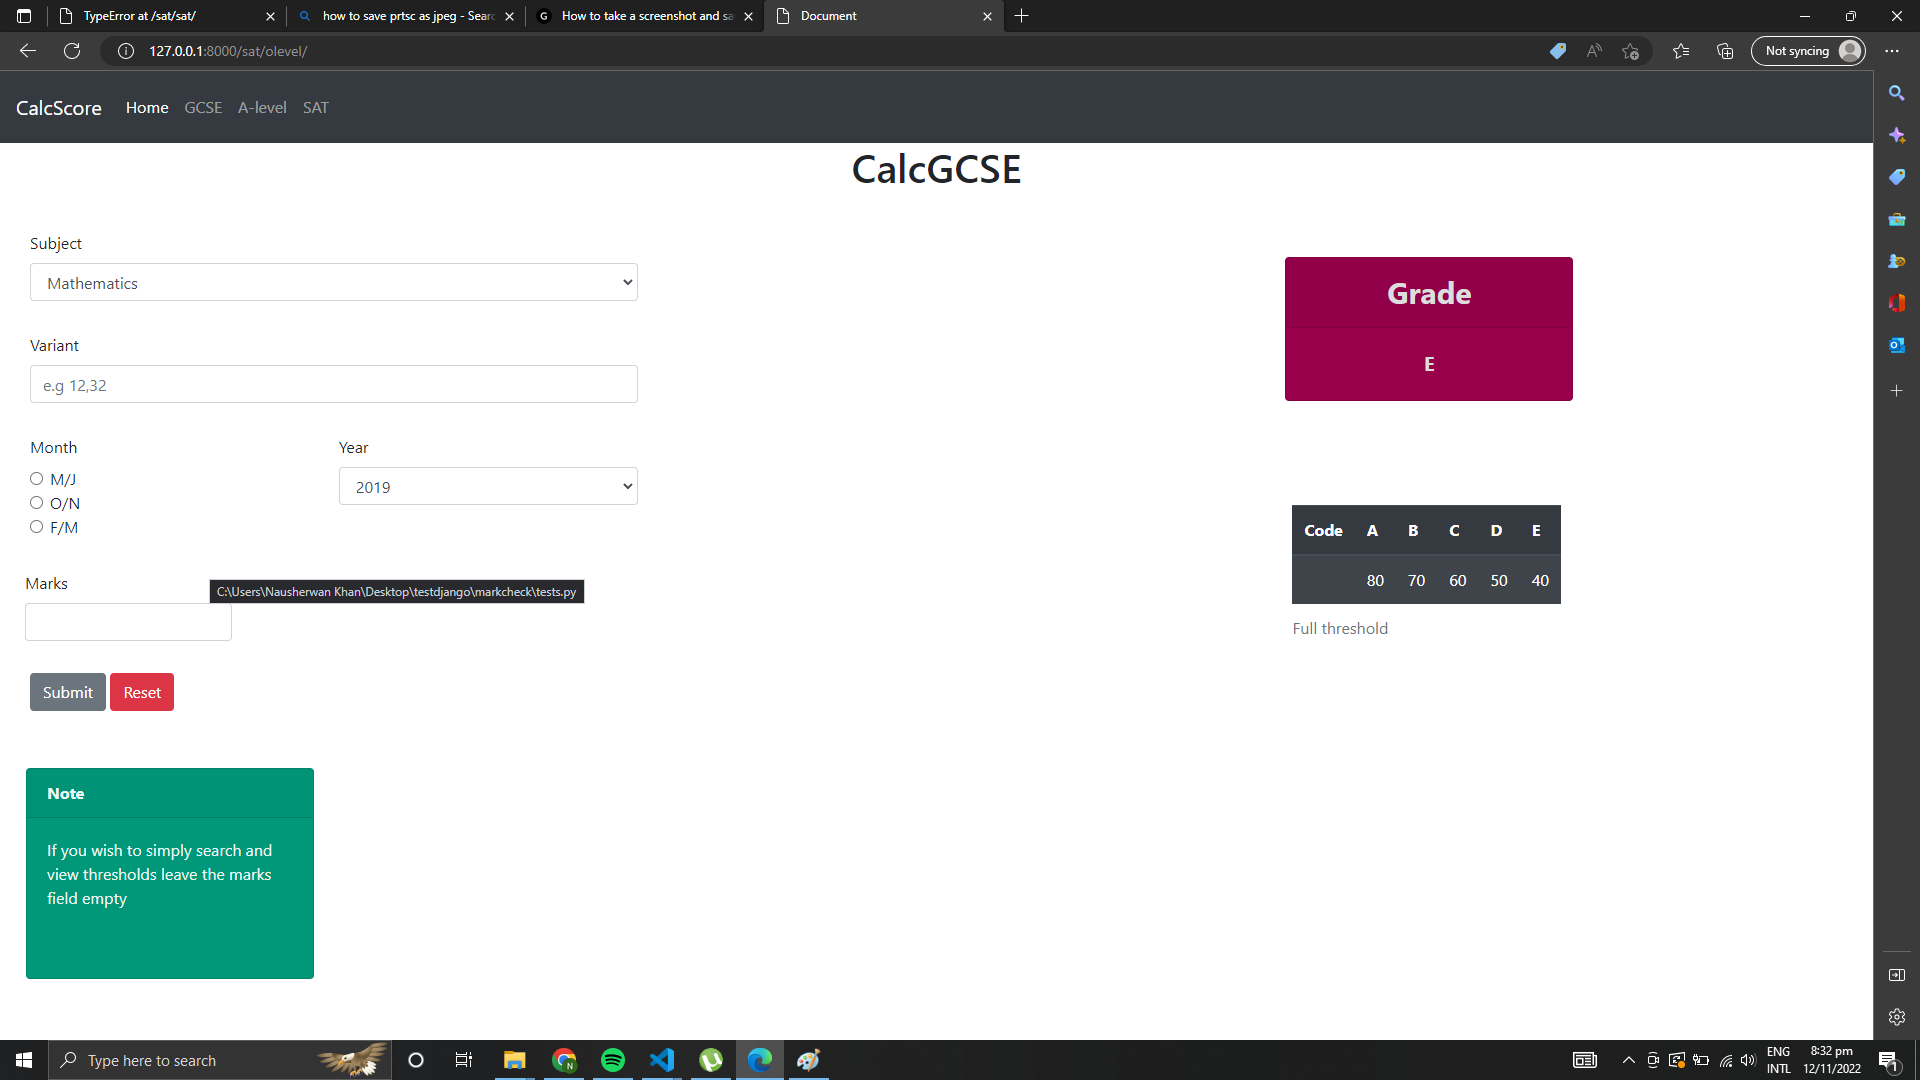 TypeError at /sat/sat/
how to save prtsc as jpeg - Sear
How to take a screenshot and sa
Document
127.0.0.1:8000/sat/olevel/
Not syncing
CalcScore Home GCSE A-level SAT
CalcGCSE
Subject
Mathematics
Variant
e.g 12,32
Month
M/J
O/N
F/M
Year
2019
Marks
C:\Users\Nausherwan Khan\Desktop\testdjango\markcheck\tests.py
Submit Reset
Note
If you wish to simply search and
view thresholds leave the marks
field empty
Grade
E
Code A B C D E
80 70 60 50 40
Full threshold
Type here to search
ENG
INTL
8:32 pm
12/11/2022
1